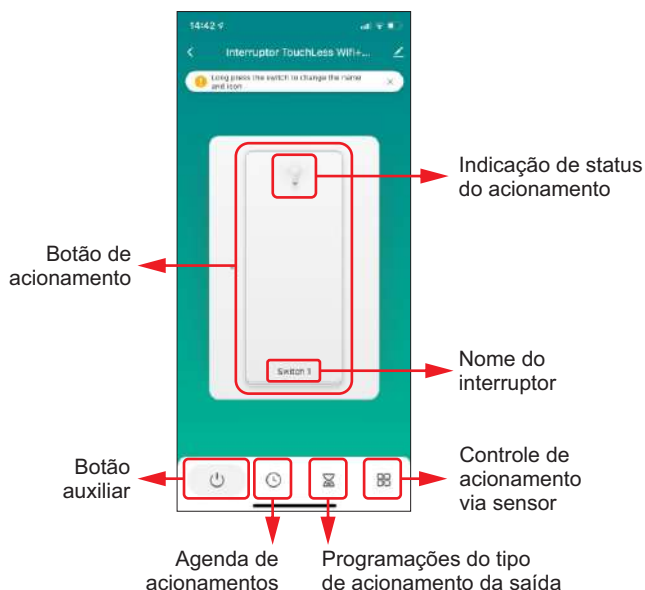 14:42
Interruptor TouchLess Wifi+...
Long press the switch to change the name
and icon
Indicação de status
do acionamento
Botão de
acionamento
Switch 1
Nome do
interruptor
Botão
auxiliar
Controle de
acionamento
via sensor
Agenda de
acionamentos
Programações do tipo
de acionamento da saída